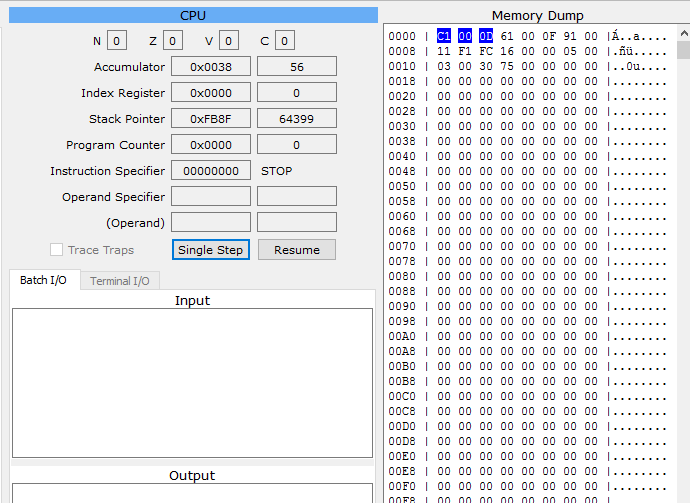 CPU
N 0 Z 0 V 0 C 0
Accumulator 0x0038 56
Index Register 0x0000 0
Stack Pointer 0xFB8F 64399
Program Counter 0x0000 0
Instruction Specifier 00000000 STOP
Operand Specifier
(Operand)
Trace Traps Single Step Resume
Batch I/O Terminal I/O
Input
Output
Memory Dump
0000 | C1 00 0D 61 00 0F 91 00 |Á..a....
0008 | 11 F1 FC 16 00 00 05 00 |.ñü.....
0010 | 03 00 30 75 00 00 00 00 |..0u....
0018 | 00 00 00 00 00 00 00 00 |........
0020 | 00 00 00 00 00 00 00 00 |........
0028 | 00 00 00 00 00 00 00 00 |........
0030 | 00 00 00 00 00 00 00 00 |........
0038 | 00 00 00 00 00 00 00 00 |........
0040 | 00 00 00 00 00 00 00 00 |........
0048 | 00 00 00 00 00 00 00 00 |........
0050 | 00 00 00 00 00 00 00 00 |........
0058 | 00 00 00 00 00 00 00 00 |........
0060 | 00 00 00 00 00 00 00 00 |........
0068 | 00 00 00 00 00 00 00 00 |........
0070 | 00 00 00 00 00 00 00 00 |........
0078 | 00 00 00 00 00 00 00 00 |........
0080 | 00 00 00 00 00 00 00 00 |........
0088 | 00 00 00 00 00 00 00 00 |........
0090 | 00 00 00 00 00 00 00 00 |........
0098 | 00 00 00 00 00 00 00 00 |........
00A0 | 00 00 00 00 00 00 00 00 |........
00A8 | 00 00 00 00 00 00 00 00 |........
00B0 | 00 00 00 00 00 00 00 00 |........
00B8 | 00 00 00 00 00 00 00 00 |........
00C0 | 00 00 00 00 00 00 00 00 |........
00C8 | 00 00 00 00 00 00 00 00 |........
00D0 | 00 00 00 00 00 00 00 00 |........
00D8 | 00 00 00 00 00 00 00 00 |........
00E0 | 00 00 00 00 00 00 00 00 |........
00E8 | 00 00 00 00 00 00 00 00 |........
00F0 | 00 00 00 00 00 00 00 00 |........
00F8 | 00 00 00 00 00 00 00 00 |........